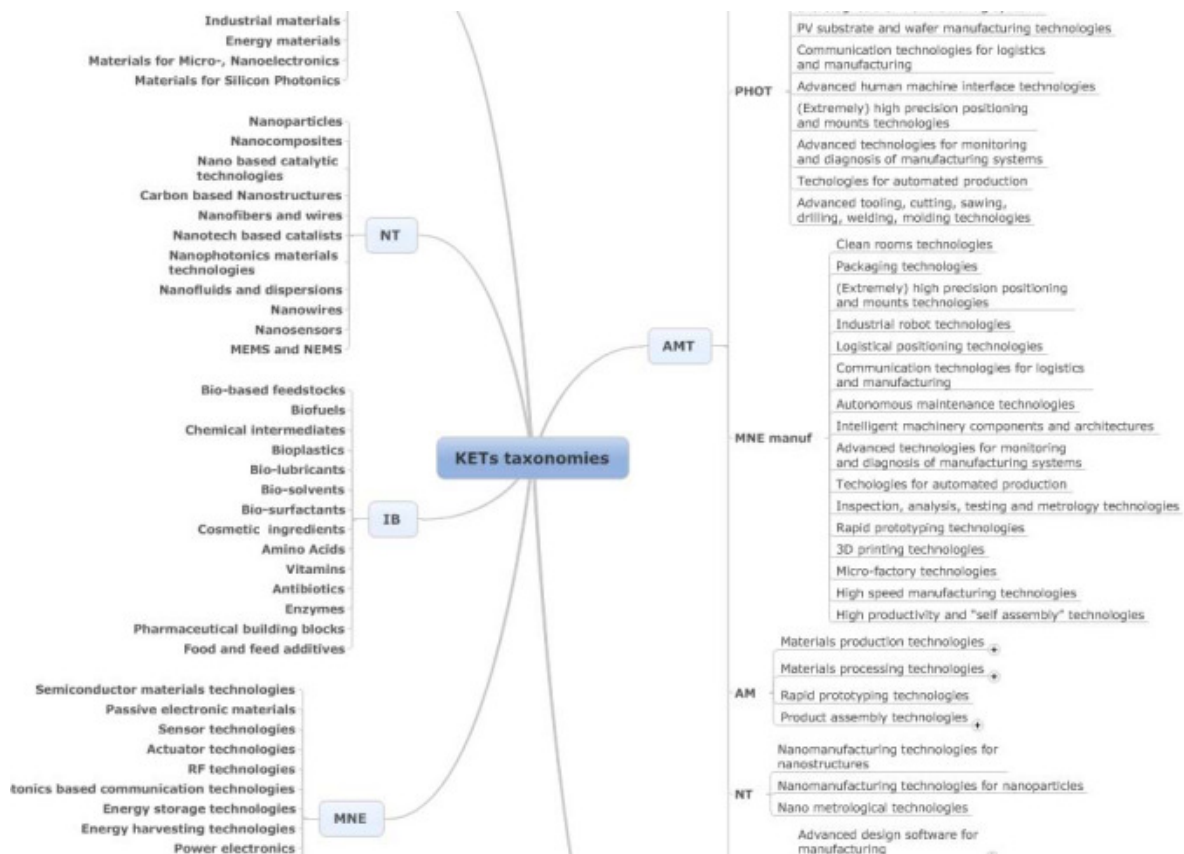 Industrial materials
Energy materials
Materials for Micro-, Nanoelectronics
Materials for Silicon Photonics
Nanoparticles
Nanocomposites
Nano based catalytic
technologies
Carbon based Nanostructures
Nanofibers and wires
Nanotech based catalists
Nanophotonics materials
technologies
Nanofluids and dispersions
Nanowires
Nanosensors
MEMS and NEMS
NT
Bio-based feedstocks
Biofuels
Chemical intermediates
Bioplastics
Bio-lubricants
Bio-solvents
Bio-surfactants
Cosmetic ingredients
Amino Acids
Vitamins
Antibiotics
Enzymes
Pharmaceutical building blocks
Food and feed additives
IB
Semiconductor materials technologies
Passive electronic materials
Sensor technologies
Actuator technologies
RF technologies
tonics based communication technologies
Energy storage technologies
Energy harvesting technologies
Power electronics
MNE
KETs taxonomies
AMT
PHOT
PV substrate and wafer manufacturing technologies
Communication technologies for logistics
and manufacturing
Advanced human machine interface technologies
(Extremely) high precision positioning
and mounts technologies
Advanced technologies for monitoring
and diagnosis of manufacturing systems
Techologies for automated production
Advanced tooling, cutting, sawing,
drilling, welding, molding technologies
MNE manuf
Clean rooms technologies
Packaging technologies
(Extremely) high precision positioning
and mounts technologies
Industrial robot technologies
Logistical positioning technologies
Communication technologies for logistics
and manufacturing
Autonomous maintenance technologies
Intelligent machinery components and architectures
Advanced technologies for monitoring
and diagnosis of manufacturing systems
Techologies for automated production
Inspection, analysis, testing and metrology technologies
Rapid prototyping technologies
3D printing technologies
Micro-factory technologies
High speed manufacturing technologies
High productivity and "self assembly" technologies
AM
Materials production technologies
Materials processing technologies
Rapid prototyping technologies
Product assembly technologies
NT
Nanomanufacturing technologies for
nanostructures
Nanomanufacturing technologies for nanoparticles
Nano metrological technologies
Advanced design software for
manufacturing